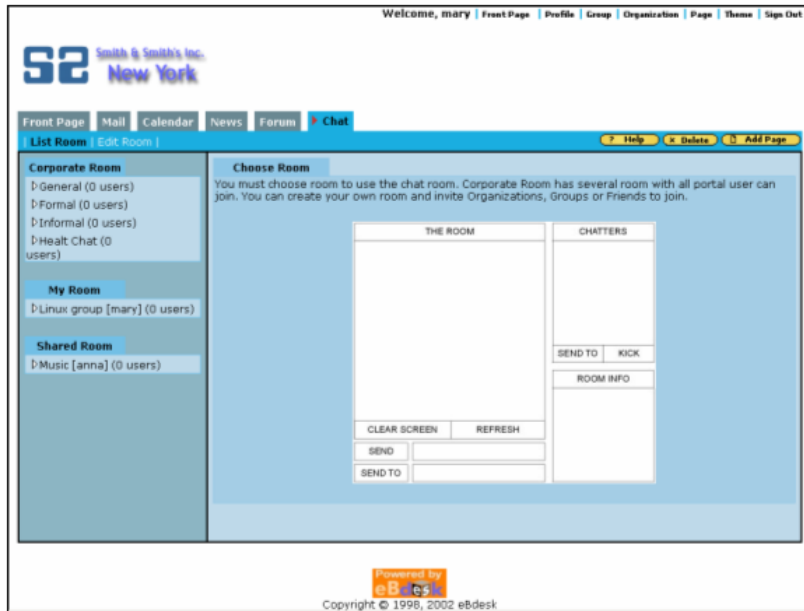 Welcome, mary | Front Page | Profile | Group | Organization | Page | Theme | Sign Out
S2 Smith & Smith's Inc.
New York
Front Page Mail Calendar News Forum Chat
| List Room | Edit Room |
? Help x Delete Add Page
Corporate Room
General (0 users)
Formal (0 users)
Informal (0 users)
Healt Chat (0
users)
My Room
Linux group [mary] (0 users)
Shared Room
Music [anna] (0 users)
Choose Room
You must choose room to use the chat room. Corporate Room has several room with all portal user can
join. You can create your own room and invite Organizations, Groups or Friends to join.
THE ROOM
CLEAR SCREEN REFRESH
SEND
SEND TO
CHATTERS
SEND TO KICK
ROOM INFO
Powered by
eBdesk
Copyright © 1998, 2002 eBdesk